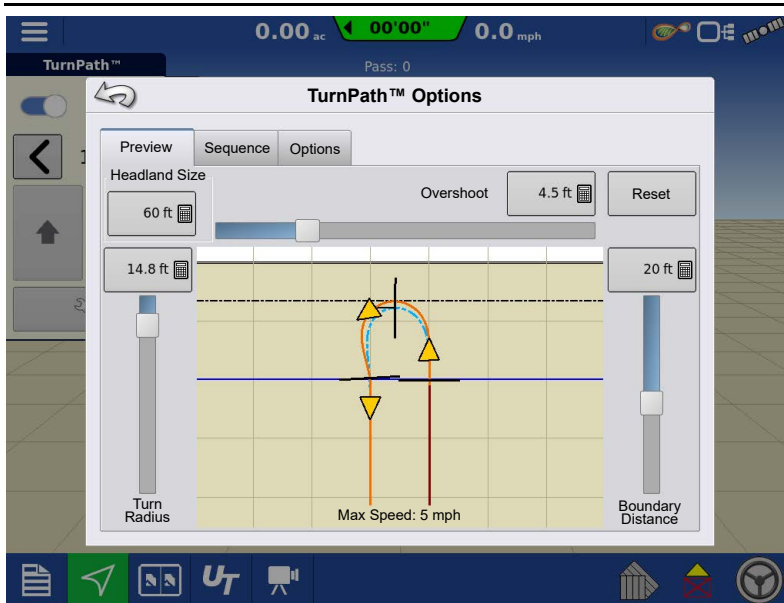 0.00 ac 00'00" 0.0 mph
TurnPath™ Pass: 0
TurnPath™ Options
Preview Sequence Options
Headland Size
60 ft
Overshoot 4.5 ft Reset
14.8 ft 20 ft
Turn Radius
Max Speed: 5 mph
Boundary Distance
UT